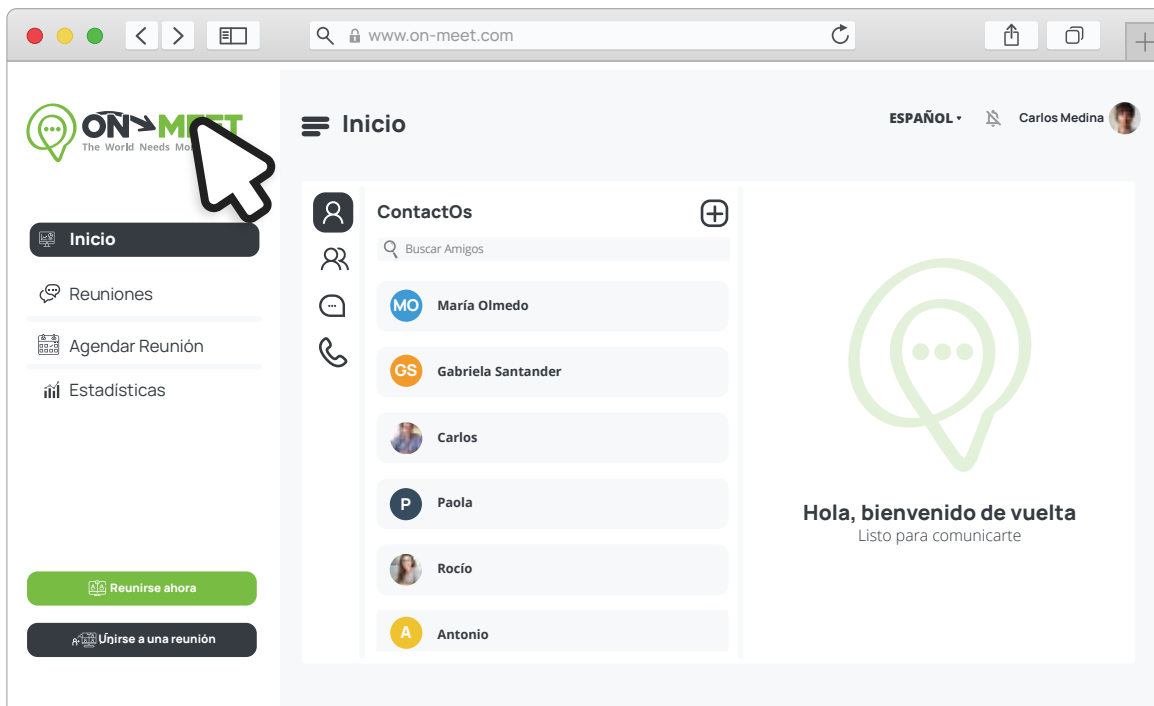 www.on-meet.com
ON MEET
The World Needs Mo
Inicio
ESPAÑOL
Carlos Medina
Inicio
Reuniones
Agendar Reunión
Estadísticas
Reunirse ahora
Unirse a una reunión
ContactOs
Buscar Amigos
MO María Olmedo
GS Gabriela Santander
Carlos
P Paola
Rocío
A Antonio
Hola, bienvenido de vuelta
Listo para comunicarte